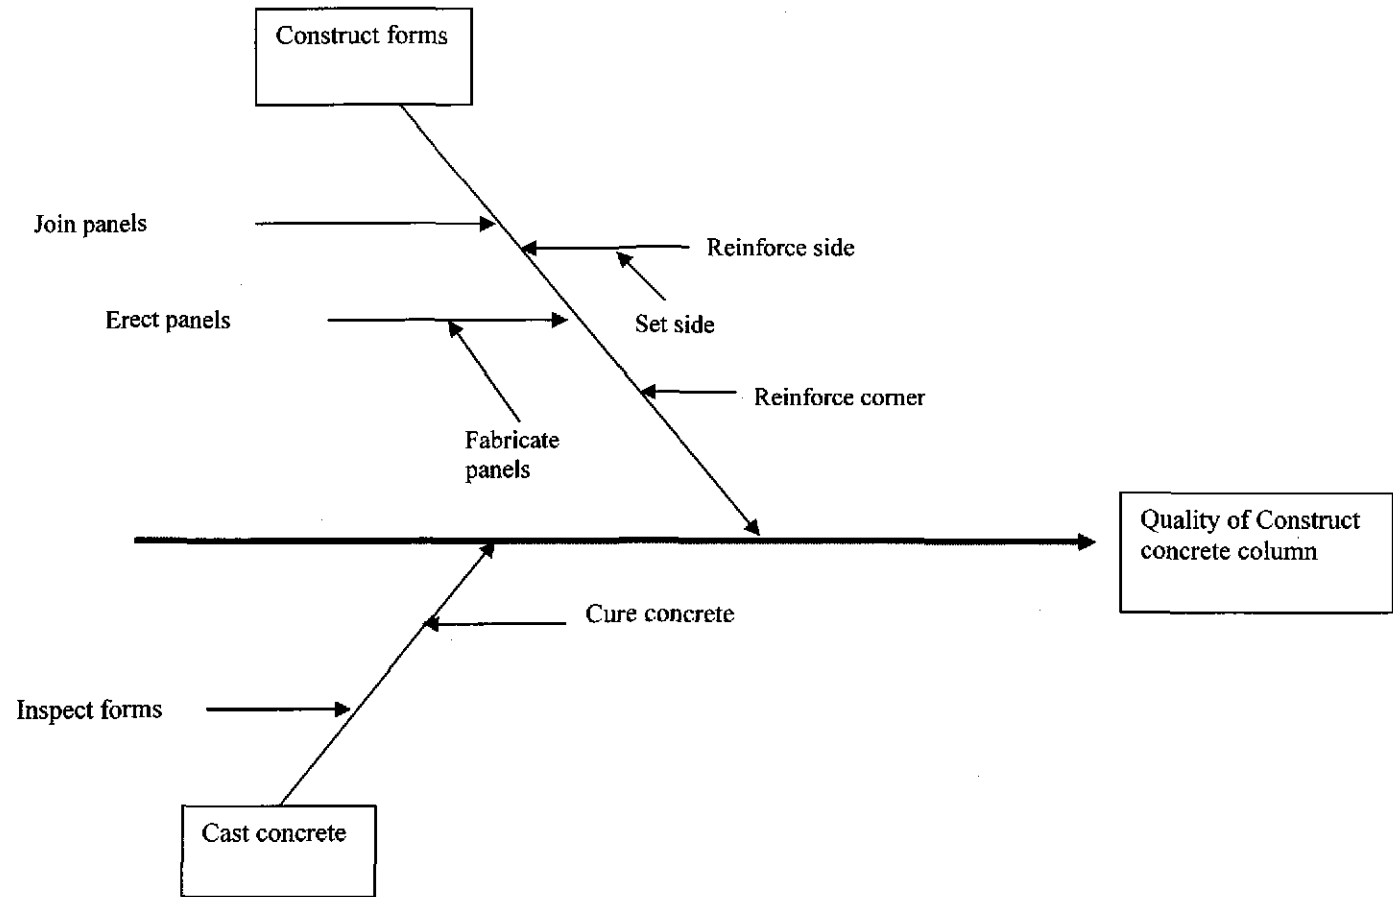 Construct forms
Join panels
Reinforce side
Erect panels
Set side
Reinforce corner
Fabricate
panels
Quality of Construct
concrete column
Cure concrete
Inspect forms
Cast concrete